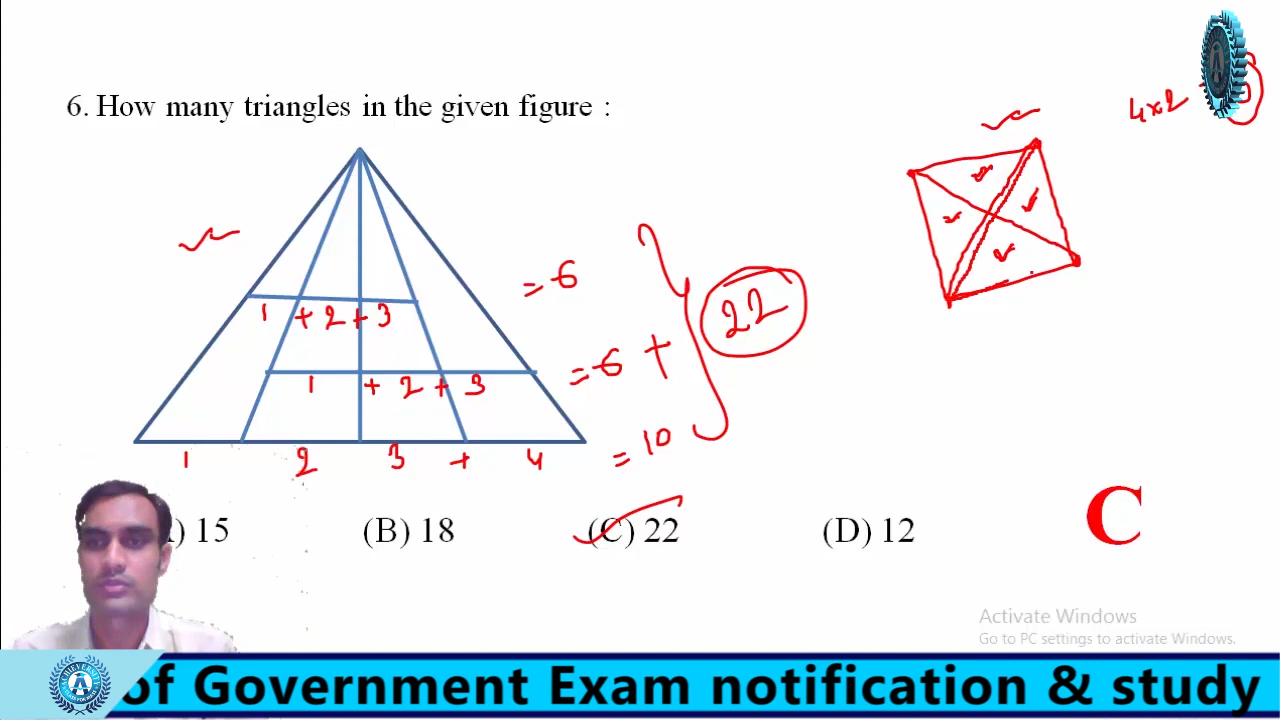 6. How many triangles in the given figure :
4x2
1 + 2 + 3 = 6
1 + 2 + 3 = 6 +
22
1 2 3 + 4 = 10
) 15 (B) 18 (C) 22 (D) 12
C
Activate Windows
Go to PC settings to activate Windows.
of Government Exam notification & study